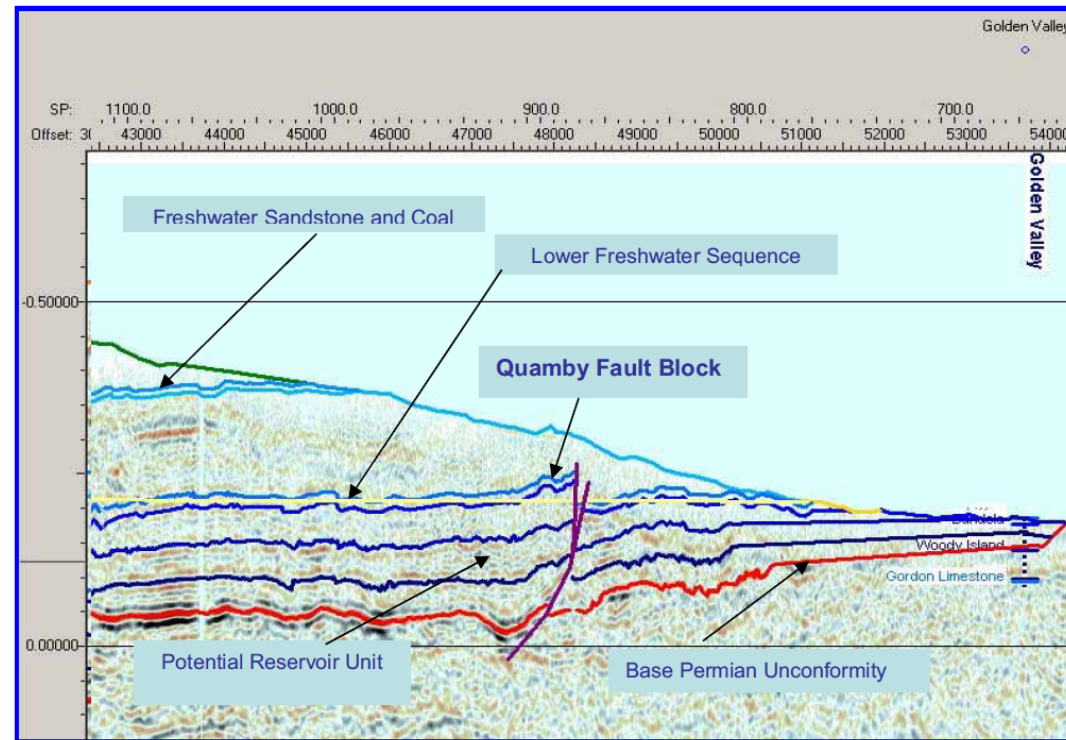 Golden Valley
SP: 1100.0 1000.0 900.0 800.0 700.0
Offset: 43000 44000 45000 46000 47000 48000 49000 50000 51000 52000 53000 54000
Golden Valley
Freshwater Sandstone and Coal
Lower Freshwater Sequence
-0.50000
Quamby Fault Block
Woody Island
Gordon Limestone
0.00000
Potential Reservoir Unit
Base Permian Unconformity